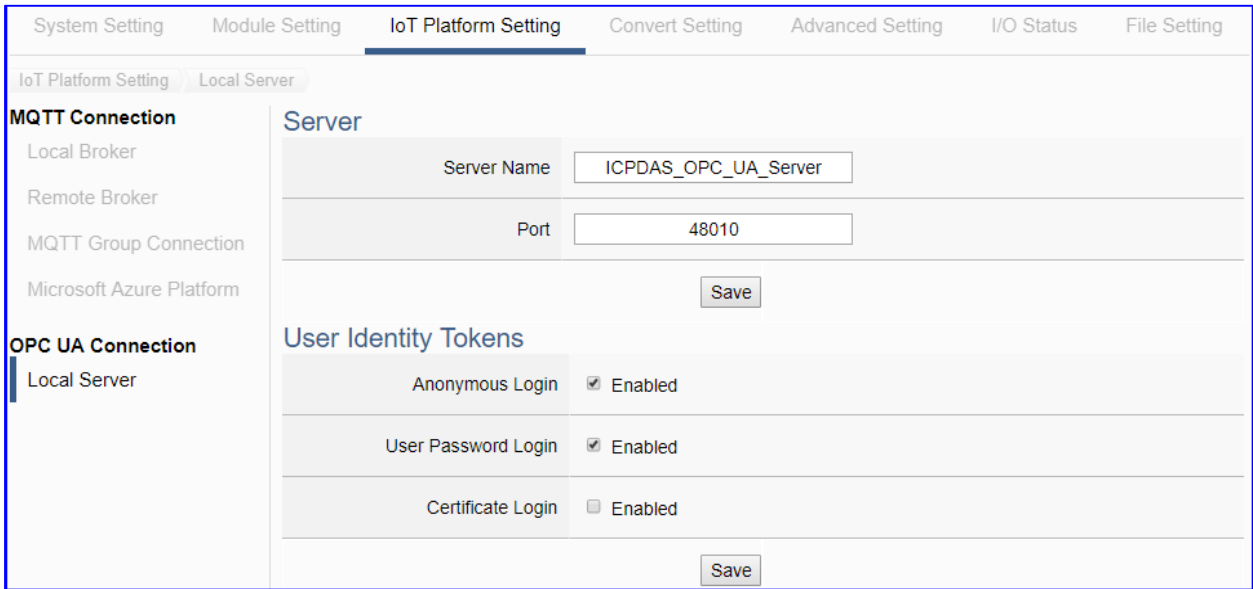 System Setting Module Setting IoT Platform Setting Convert Setting Advanced Setting I/O Status File Setting
IoT Platform Setting Local Server
MQTT Connection
Local Broker
Remote Broker
MQTT Group Connection
Microsoft Azure Platform
OPC UA Connection
Local Server
Server
Server Name ICPDAS_OPC_UA_Server
Port 48010
Save
User Identity Tokens
Anonymous Login Enabled
User Password Login Enabled
Certificate Login Enabled
Save